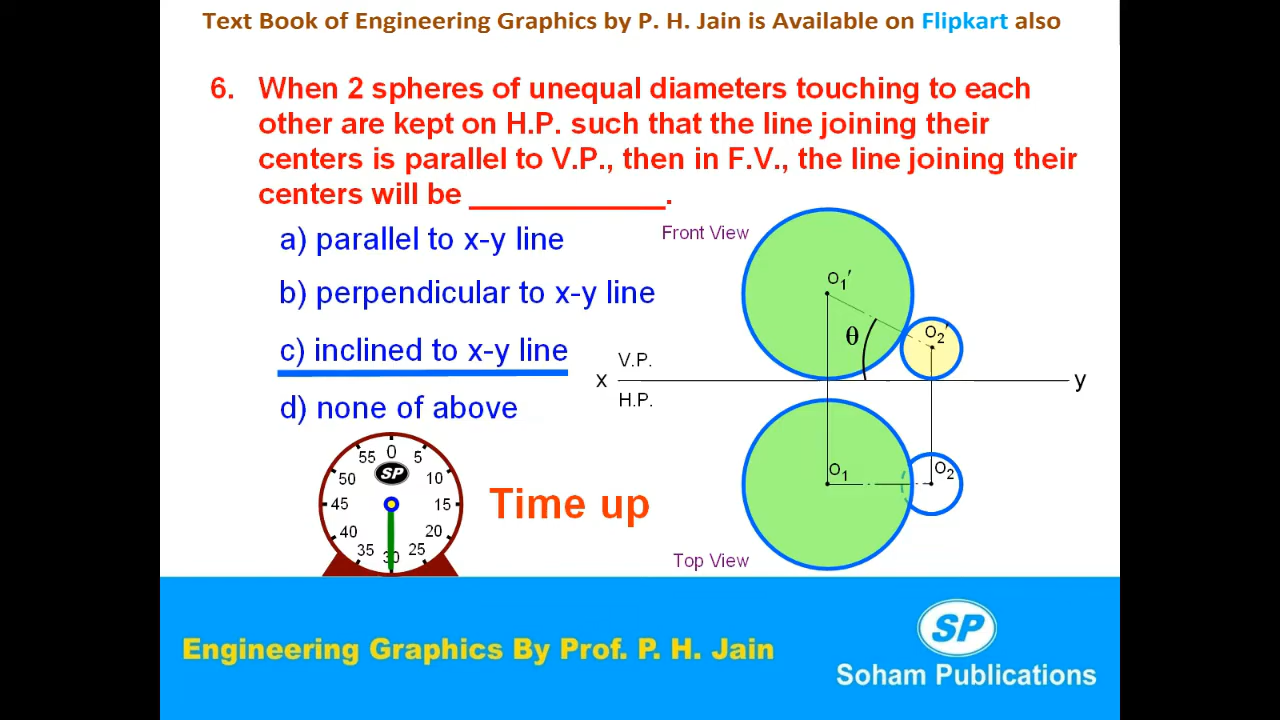 Text Book of Engineering Graphics by P. H. Jain is Available on Flipkart also
6. When 2 spheres of unequal diameters touching to each
other are kept on H.P. such that the line joining their
centers is parallel to V.P., then in F.V., the line joining their
centers will be ____________.
a) parallel to x-y line
b) perpendicular to x-y line
c) inclined to x-y line
d) none of above
Front View
O₁′
θ
O₂′
V.P.
x
y
H.P.
O₁
O₂
Top View
0
5
10
15
20
25
30
35
40
45
50
55
SP
Time up
Engineering Graphics By Prof. P. H. Jain
SP
Soham Publications